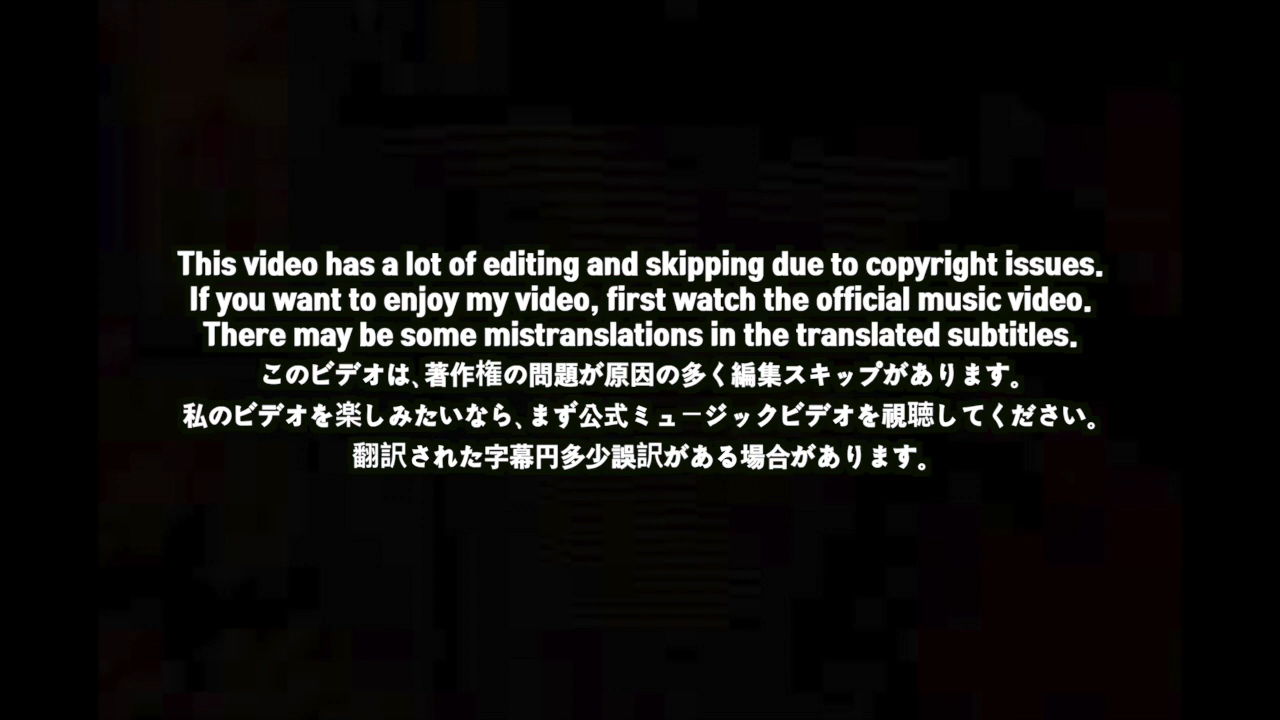 This video has a lot of editing and skipping due to copyright issues.
If you want to enjoy my video, first watch the official music video.
There may be some mistranslations in the translated subtitles.
このビデオは、著作権の問題が原因の多く編集スキップがあります。
私のビデオを楽しみたいなら、まず公式ミュージックビデオを視聴してください。
翻訳された字幕円多少誤訳がある場合があります。